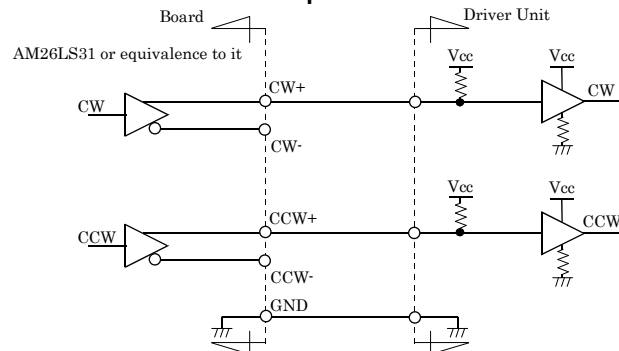 Board
Driver Unit
AM26LS31 or equivalence to it
Vcc
Vcc
CW
CW+
CW
CW-
Vcc
Vcc
CCW
CCW+
CCW
CCW-
GND